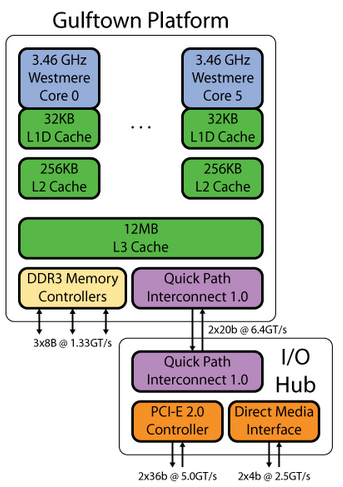 Gulftown Platform
3.46 GHz
Westmere
Core 0
32KB
L1D Cache
256KB
L2 Cache
...
3.46 GHz
Westmere
Core 5
32KB
L1D Cache
256KB
L2 Cache
12MB
L3 Cache
DDR3 Memory
Controllers
Quick Path
Interconnect 1.0
3x8B @ 1.33GT/s
2x20b @ 6.4GT/s
Quick Path
Interconnect 1.0
I/O
Hub
PCI-E 2.0
Controller
Direct Media
Interface
2x36b @ 5.0GT/s
2x4b @ 2.5GT/s